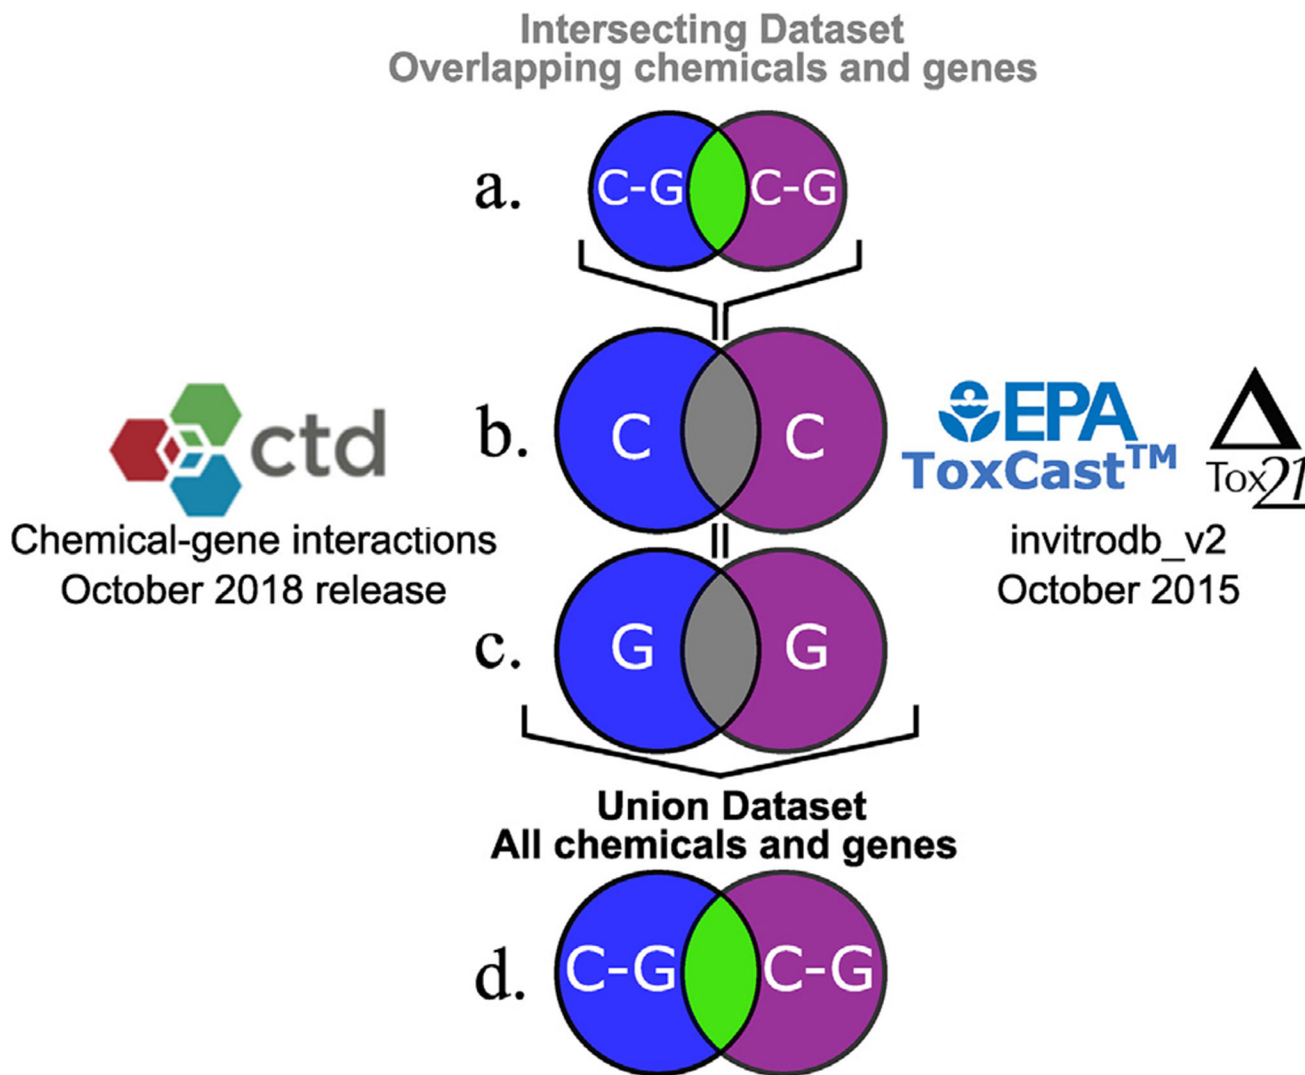 Intersecting Dataset
Overlapping chemicals and genes
a.
C-G
C-G
b.
C
C
ctd
Chemical-gene interactions
October 2018 release
EPA
ToxCast™
Tox21
invitrodb_v2
October 2015
c.
G
G
Union Dataset
All chemicals and genes
d.
C-G
C-G